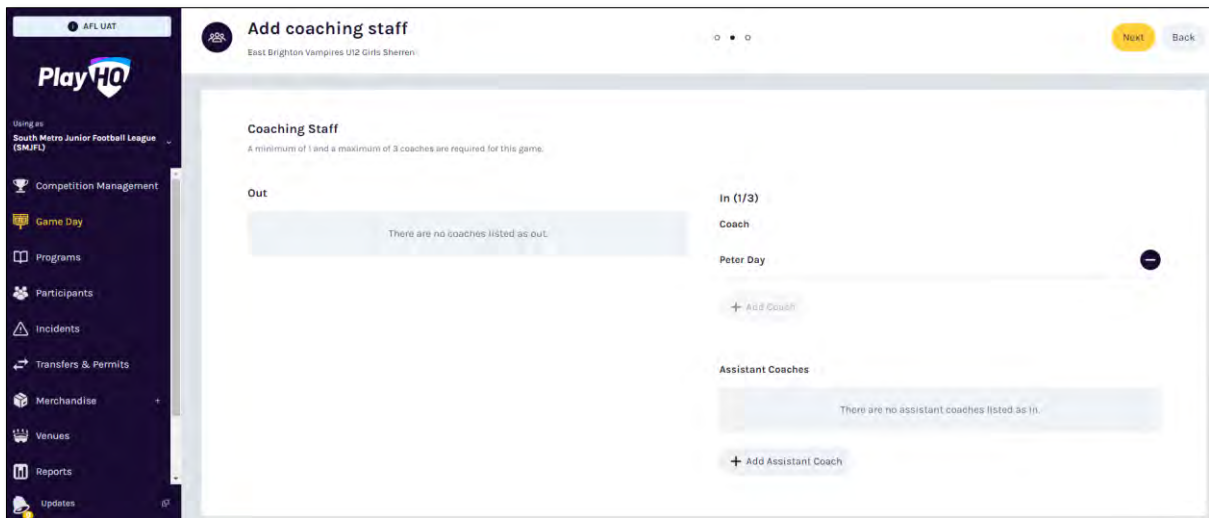 AFL UAT
PlayHQ
Using as
South Metro Junior Football League
(SMJFL)
Competition Management
Game Day
Programs
Participants
Incidents
Transfers & Permits
Merchandise +
Venues
Reports
Updates
Add coaching staff
East Brighton Vampires U12 Girls Sherren
Next
Back
Coaching Staff
A minimum of 1 and a maximum of 3 coaches are required for this game.
Out
There are no coaches listed as out.
In (1/3)
Coach
Peter Day
+ Add Coach
Assistant Coaches
There are no assistant coaches listed as in.
+ Add Assistant Coach